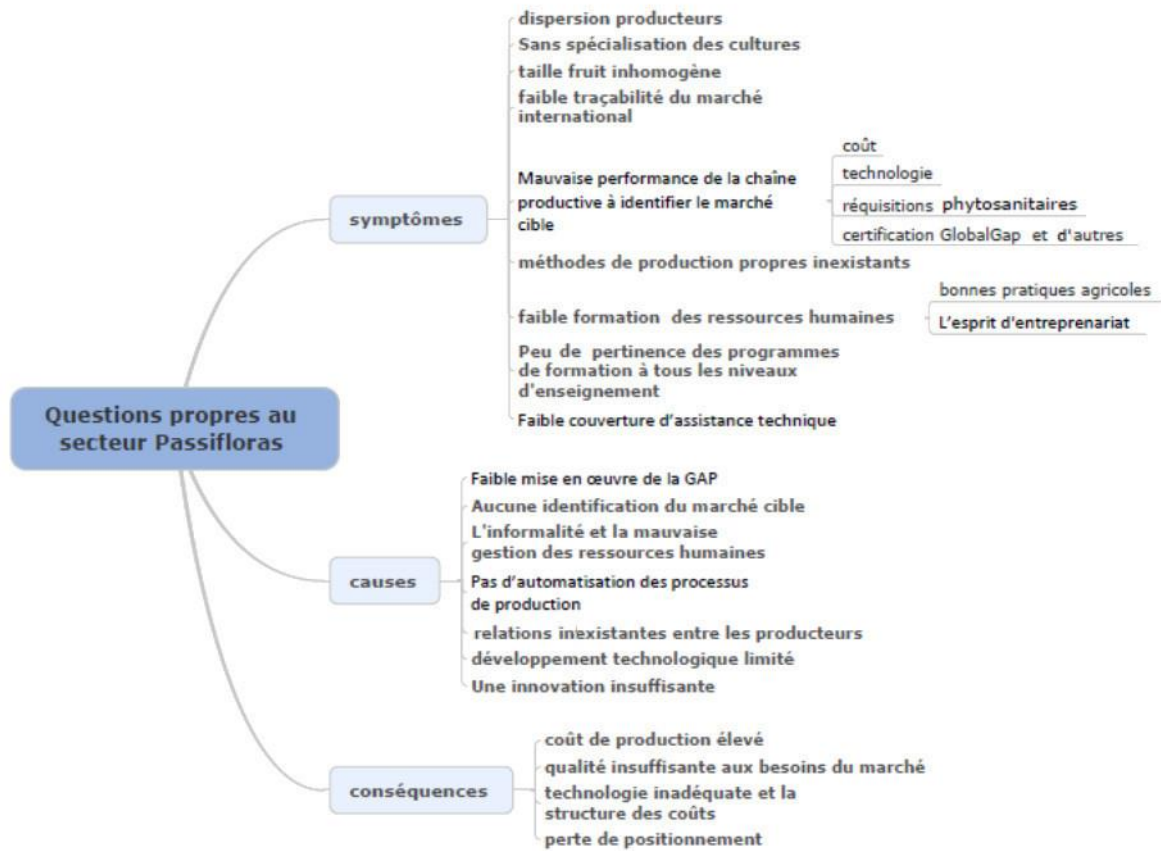 dispersion producteurs
Sans spécialisation des cultures
taille fruit inhomogène
faible traçabilité du marché
international
Mauvaise performance de la chaîne
productive à identifier le marché
cible
coût
technologie
réquisitions phytosanitaires
certification GlobalGap et d'autres
symptômes
méthodes de production propres inexistants
faible formation des ressources humaines
bonnes pratiques agricoles
L'esprit d'entreprenariat
Peu de pertinence des programmes
de formation à tous les niveaux
d'enseignement
Faible couverture d'assistance technique
Questions propres au
secteur Passifloras
Faible mise en œuvre de la GAP
Aucune identification du marché cible
L'informalité et la mauvaise
gestion des ressources humaines
causes
Pas d'automatisation des processus
de production
relations inexistantes entre les producteurs
développement technologique limité
Une innovation insuffisante
coût de production élevé
qualité insuffisante aux besoins du marché
conséquences
technologie inadéquate et la
structure des coûts
perte de positionnement